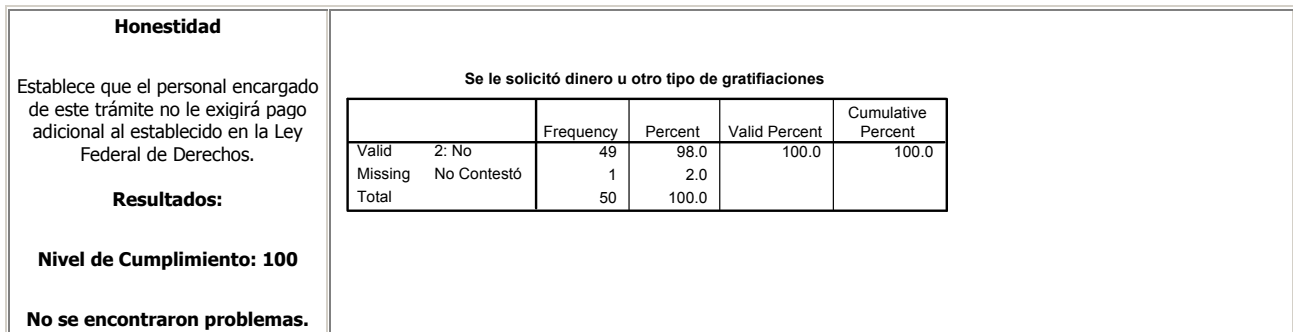 Honestidad
Establece que el personal encargado
de este trámite no le exigirá pago
adicional al establecido en la Ley
Federal de Derechos.
Resultados:
Nivel de Cumplimiento: 100
No se encontraron problemas.
Se le solicitó dinero u otro tipo de gratifiaciones
Frequency Percent Valid Percent Cumulative Percent
Valid 2: No 49 98.0 100.0 100.0
Missing No Contestó 1 2.0
Total 50 100.0